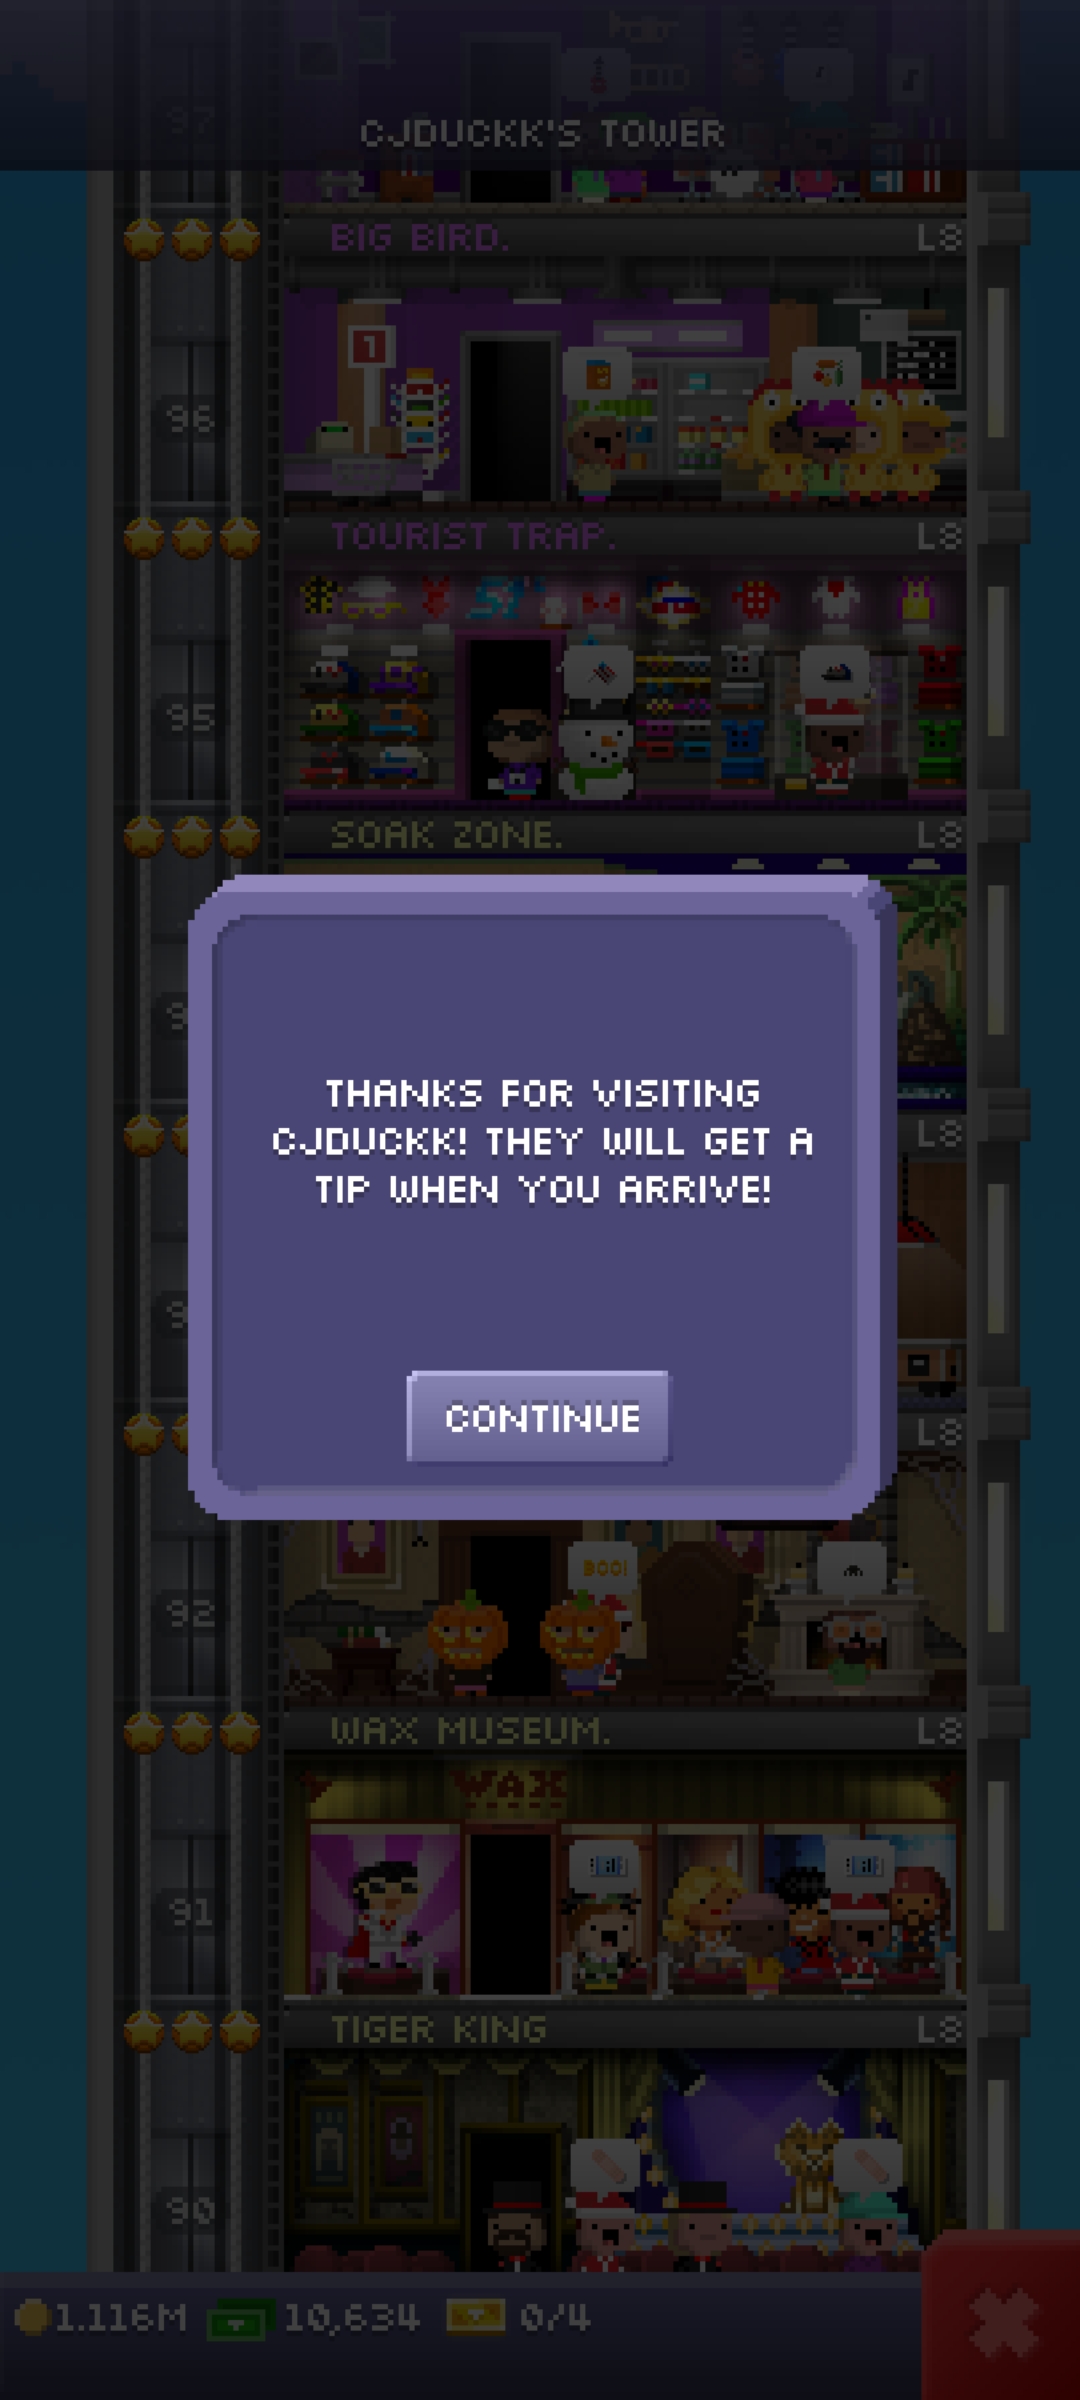 97
CJDUCKK'S TOWER
BIG BIRD. L8
1
96
TOURIST TRAP. L8
95
SOAK ZONE. L8
THANKS FOR VISITING
CJDUCKK! THEY WILL GET A
TIP WHEN YOU ARRIVE!
L8
L8
CONTINUE
BOO!
92
WAX MUSEUM. L8
WAX
91
TIGER KING L8
90
1.116M 10,634 0/4